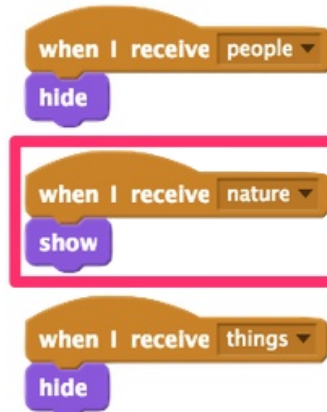 when I receive people
hide
when I receive nature
show
when I receive things
hide